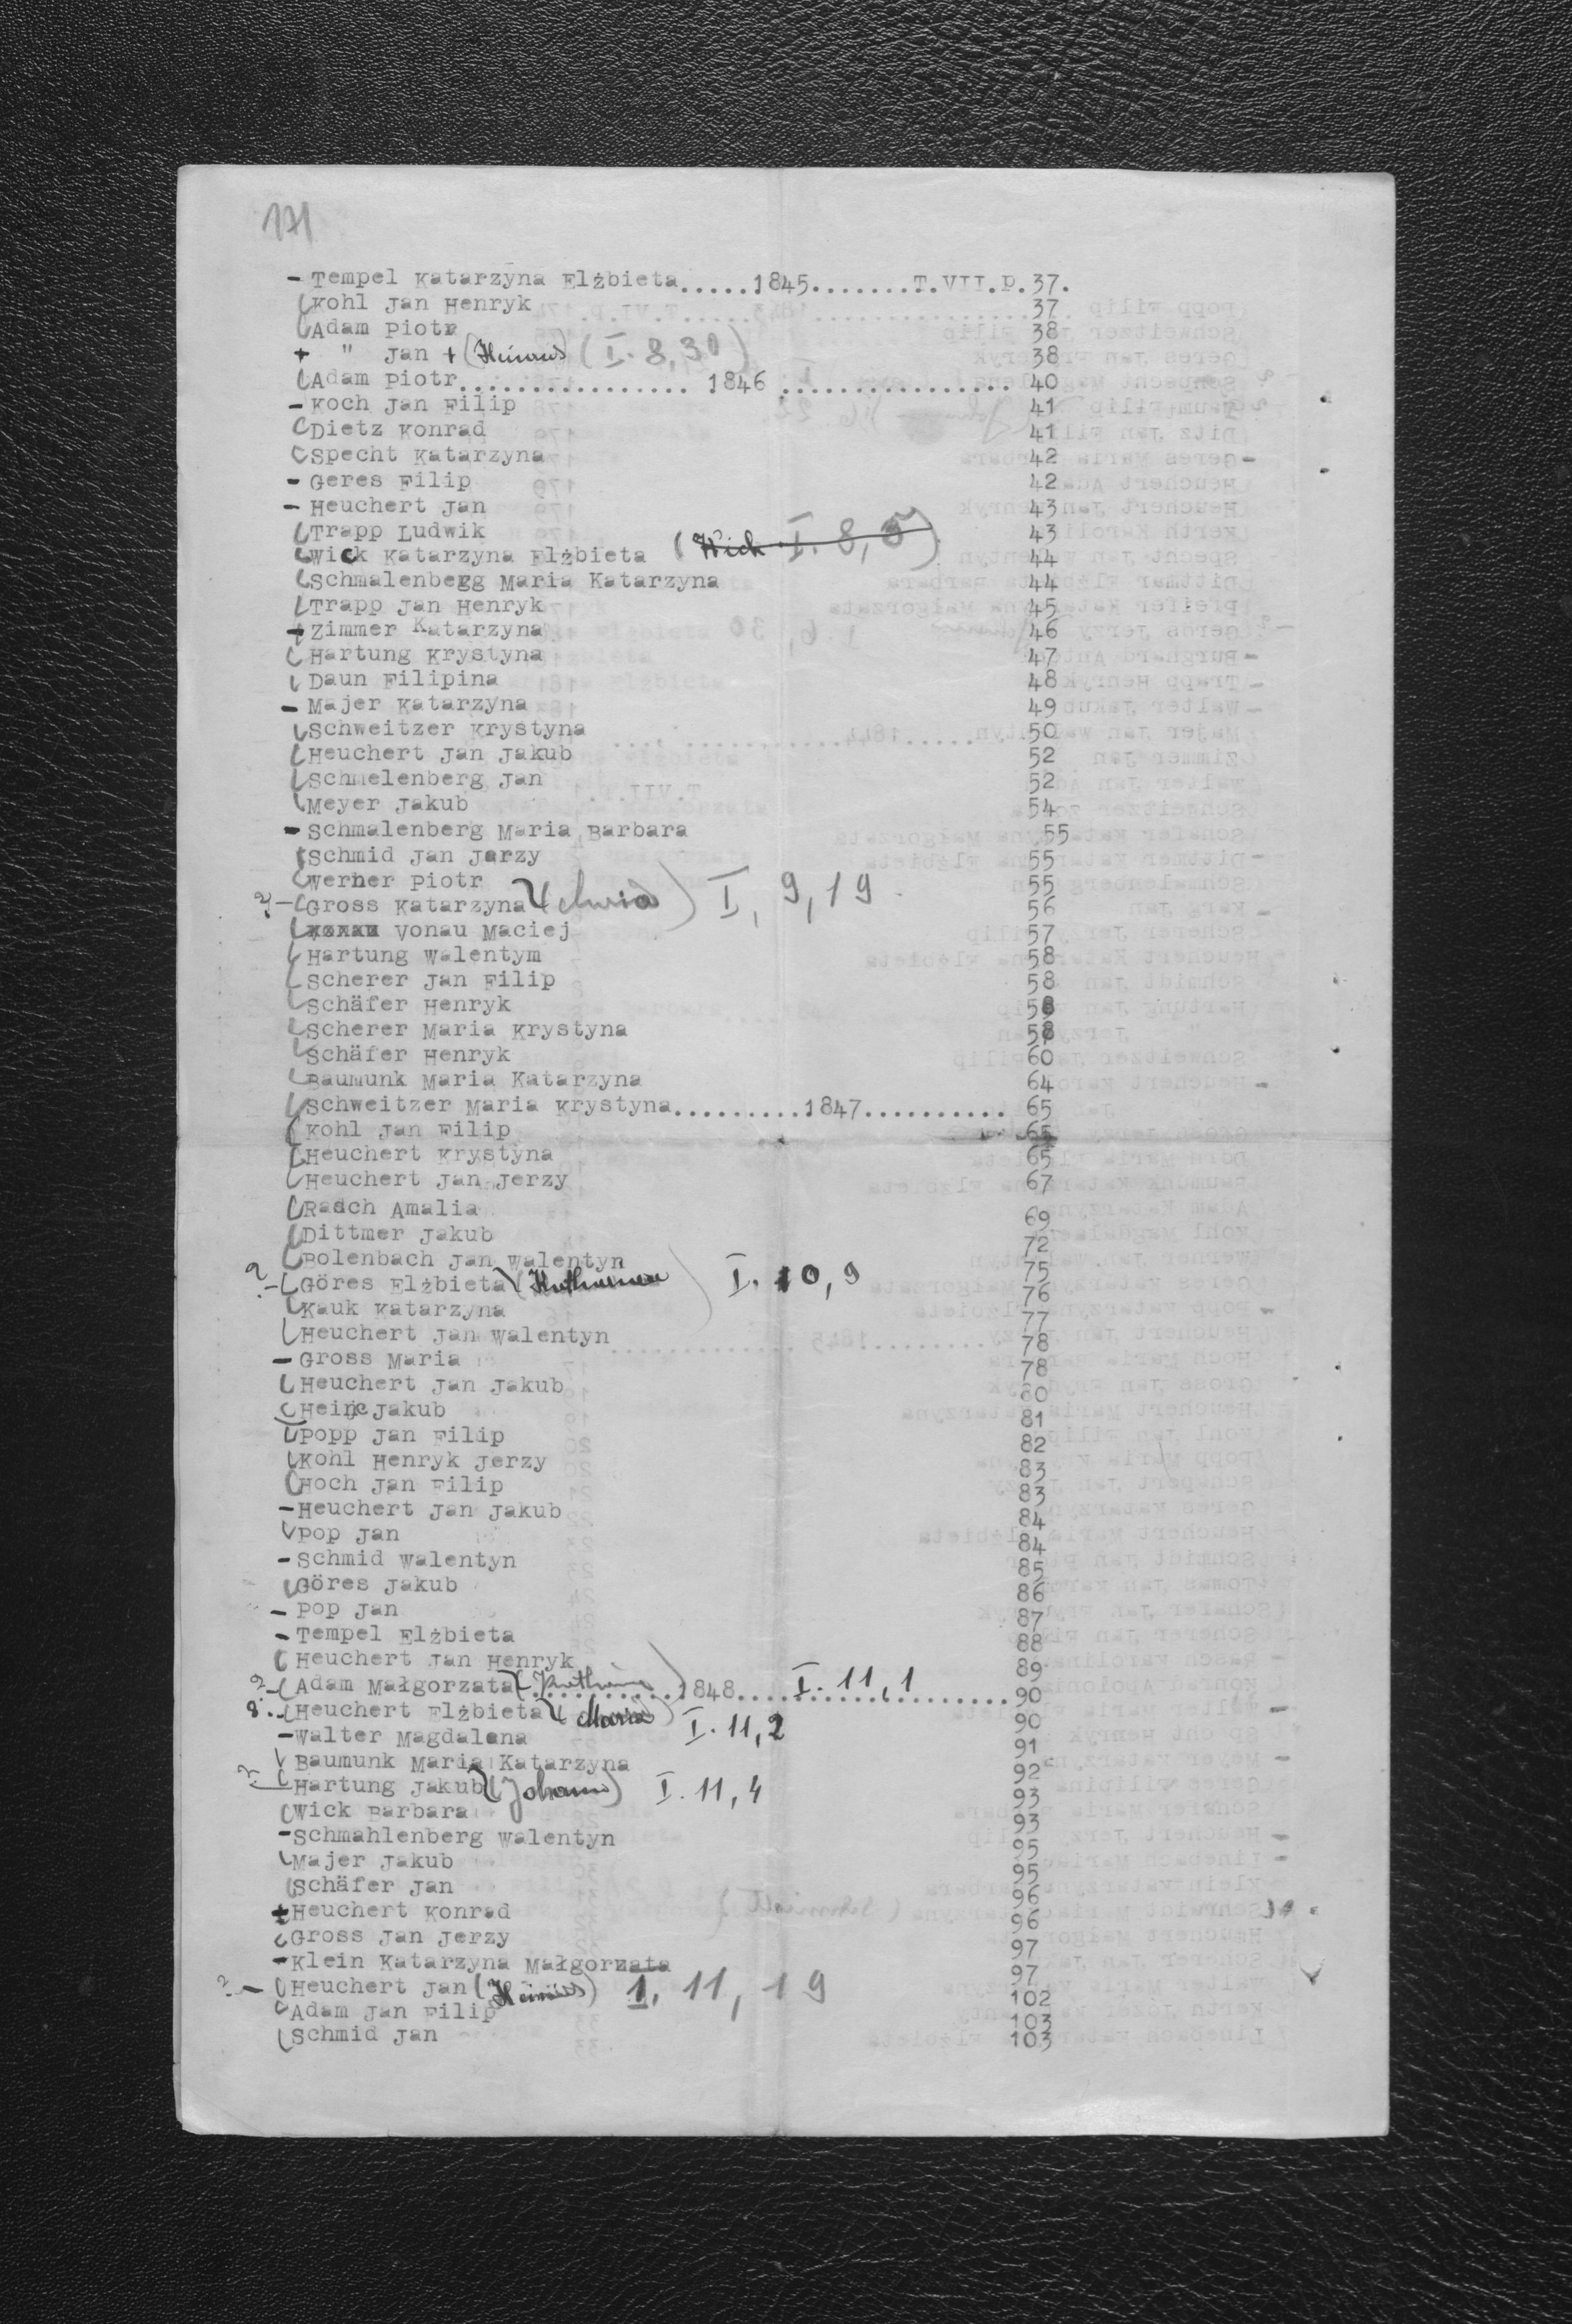 171
- Tempel Katarzyna Elżbieta.....1845.......T.VII.p.37.
Kohl Jan Henryk 37
Adam Piotr 38
+ " Jan + (I. 8,30) 38
Adam Piotr................ 1846 ................ 40
- Koch Jan Filip 41
Dietz Konrad 41
Specht Katarzyna 42
- Geres Filip 42
- Heuchert Jan 43
Trapp Ludwik 43
Wick Katarzyna Elżbieta (Wick I. 8, 5) 44
Schmalenbegg Maria Katarzyna 44
Trapp Jan Henryk 45
+ Zimmer Katarzyna 46
Hartung Krystyna 47
Daun Filipina 48
- Majer Katarzyna 49
Schweitzer Krystyna 50
Heuchert Jan Jakub 52
Schmelenberg Jan 52
Meyer Jakub 54
- Schmalenberg Maria Barbara 55
Schmid Jan Jerzy 55
Werner Piotr 55
? - Gross Katarzyna (Maria) I, 9,19 56
Vonau Maciej 57
Hartung Walentym 58
Scherer Jan Filip 58
Schäfer Henryk 58
Scherer Maria Krystyna 58
Schäfer Henryk 60
Baumunk Maria Katarzyna 64
Schweitzer Maria Krystyna.........1847.......... 65
Kohl Jan Filip 65
Heuchert Krystyna 65
Heuchert Jan Jerzy 67
Rasch Amalia 69
Dittmer Jakub 72
Bolenbach Jan Walentyn 75
? - Göres Elżbieta I. 10,9 76
Kauk Katarzyna 77
Heuchert Jan Walentyn 78
- Gross Maria 78
Heuchert Jan Jakub 80
Heinje Jakub 81
Popp Jan Filip 82
Kohl Henryk Jerzy 83
Hoch Jan Filip 83
- Heuchert Jan Jakub 84
Pop Jan 84
- Schmid Walentyn 85
Göres Jakub 86
- Pop Jan 87
- Tempel Elżbieta 88
Heuchert Jan Henryk 89
? - Adam Małgorzata 1848.... I. 11,1 90
? - Heuchert Elżbieta (Maria) I. 11,2 90
- Walter Magdalena 91
Baumunk Maria Katarzyna 92
? Hartung Jakub (Johann) I. 11,4 93
Wick Barbara 93
- Schmahlenberg Walentyn 95
Majer Jakub 95
Schäfer Jan 96
+ Heuchert Konrad 96
Gross Jan Jerzy 97
- Klein Katarzyna Małgorzata 97
? - Heuchert Jan I. 11, 19 102
Adam Jan Filip 103
Schmid Jan 103